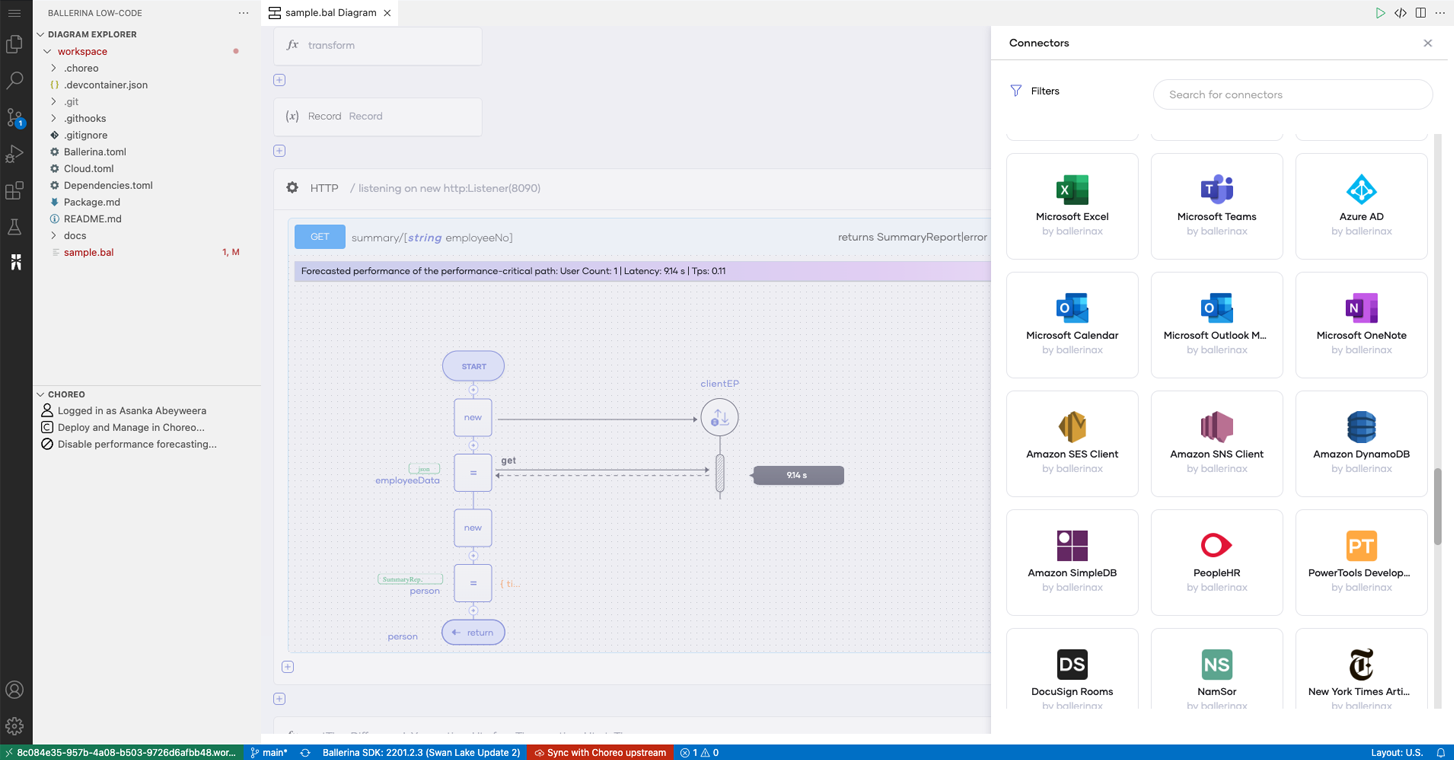 BALLERINA LOW-CODE
DIAGRAM EXPLORER
workspace
.choreo
.devcontainer.json
.git
.githooks
.gitignore
Ballerina.toml
Cloud.toml
Dependencies.toml
Package.md
README.md
docs
sample.bal 1, M
CHOREO
Logged in as Asanka Abeyweera
Deploy and Manage in Choreo...
Disable performance forecasting...
sample.bal Diagram
fx transform
(x) Record Record
HTTP / listening on new http:Listener(8090)
GET summary/[string employeeNo] returns SummaryReport|error
Forecasted performance of the performance-critical path: User Count: 1 | Latency: 9.14 s | Tps: 0.11
START
clientEP
new
get
json
employeeData
=
9.14 s
new
SummaryRep.
person
=
{ ti...
person
return
Connectors
Filters
Search for connectors
Microsoft Excel
by ballerinax
Microsoft Teams
by ballerinax
Azure AD
by ballerinax
Microsoft Calendar
by ballerinax
Microsoft Outlook M...
by ballerinax
Microsoft OneNote
by ballerinax
Amazon SES Client
by ballerinax
Amazon SNS Client
by ballerinax
Amazon DynamoDB
by ballerinax
Amazon SimpleDB
by ballerinax
PeopleHR
by ballerinax
PT
PowerTools Develop...
by ballerinax
DS
DocuSign Rooms
by ballerinax
NS
NamSor
by ballerinax
New York Times Arti...
by ballerinax
8c084e35-957b-4a08-b503-9726d6afbb48.wor...
main*
Ballerina SDK: 2201.2.3 (Swan Lake Update 2)
Sync with Choreo upstream
1 0
Layout: U.S.